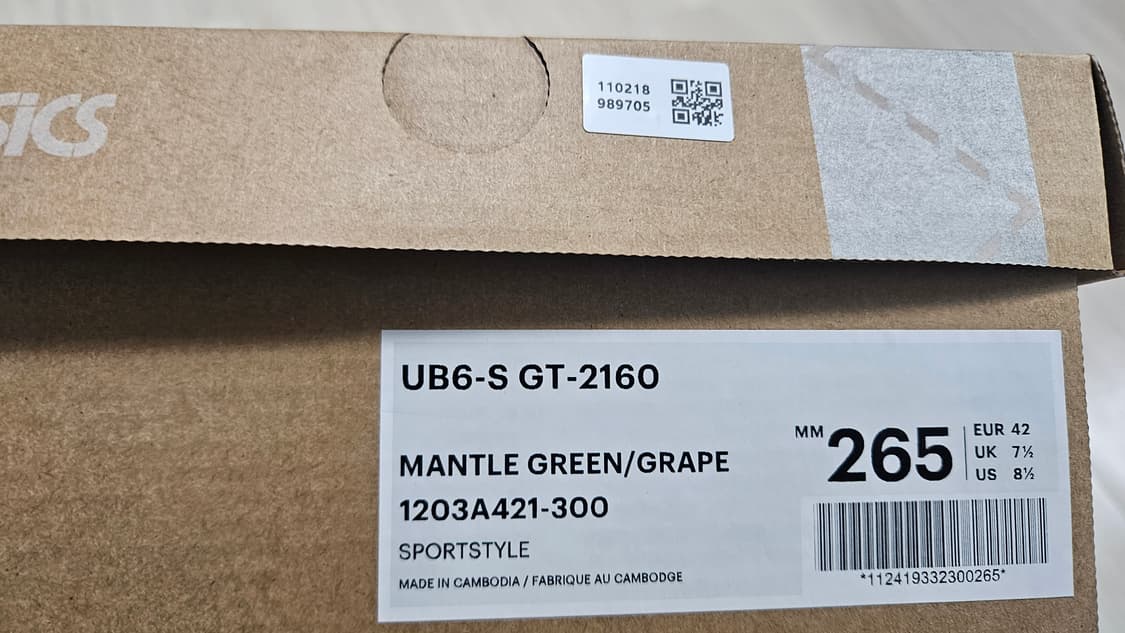 110218
989705
UB6-S GT-2160
MANTLE GREEN/GRAPE
1203A421-300
SPORTSTYLE
MADE IN CAMBODIA / FABRIQUE AU CAMBODGE
MM 265
EUR 42
UK 7½
US 8½
*112419332300265*